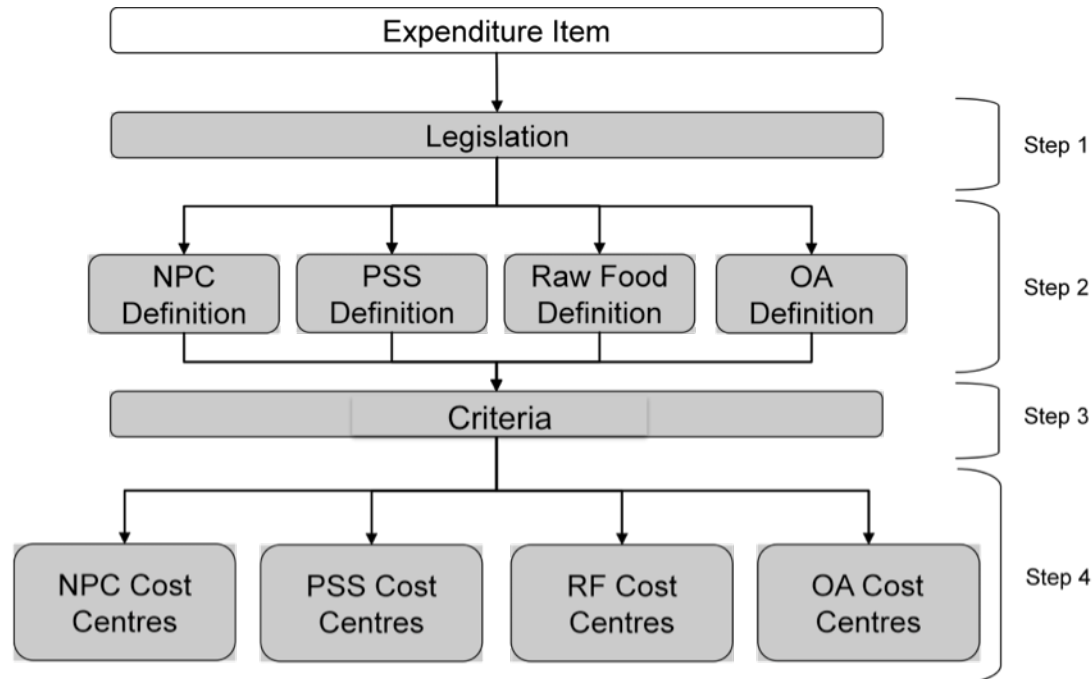 Expenditure Item
Legislation
Step 1
NPC
Definition
PSS
Definition
Raw Food
Definition
OA
Definition
Step 2
Criteria
Step 3
NPC Cost
Centres
PSS Cost
Centres
RF Cost
Centres
OA Cost
Centres
Step 4